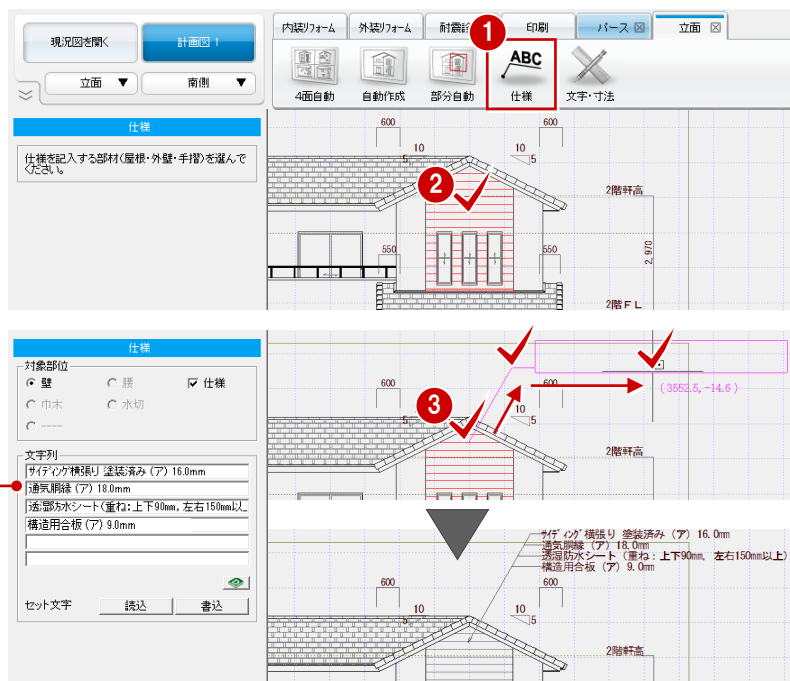 現況図を開く
計画図 1
立面 ▼
南側 ▼
内装リフォーム
外装リフォーム
印刷
パース
立面
1
4面自動
自動作成
部分自動
ABC
仕様
文字・寸法
仕様
仕様を記入する部材(屋根・外壁・手摺)を選んで
ください。
600
600
10
5
10
5
2
2階軒高
550
550
2,970
2階FL
仕様
対象部位
壁
腰
仕様
巾木
水切
----
文字列
サイディング横張り 塗装済み (ア) 16.0mm
通気胴縁 (ア) 18.0mm
透湿防水シート(重ね:上下90mm, 左右150mm以
構造用合板 (ア) 9.0mm
セット文字
読込
書込
600
600
(3552.5, -14.6)
3
10
5
10
5
2階軒高
サイディング横張り 塗装済み (ア) 16.0mm
通気胴縁 (ア) 18.0mm
透湿防水シート (重ね:上下90mm, 左右150mm以上)
構造用合板 (ア) 9.0mm
600
600
10
5
10
5
2階軒高